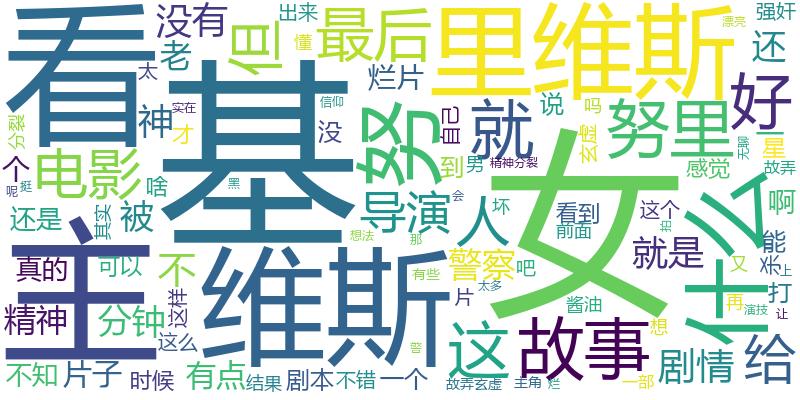 看
没有
出来
懂
但
最后
里维斯
漂亮
强奸
还
老
太
基
烂片
努
就
说
吗
努里
好
分裂
神
实在
才
信仰
没
自己
玄虚
一星
无聊
个
呢
挺
电影
啥
黑
到
男
精神分裂
女
感觉
故弄
什么
啊
还是
其实
被
主
导演
人
坏
会
看到
前面
这个
就是
能
杀
上
真的
可以
不
维斯
想法
那
有些
警察
吧
又
拍
打
精神
分钟
这样
这么
片
太多
这
故事
酱油
想
再
演技
让
剧情
给
不知
片子
时候
有点
结果
剧本
不错
一个
警
故弄玄虚
主角
烂
一部